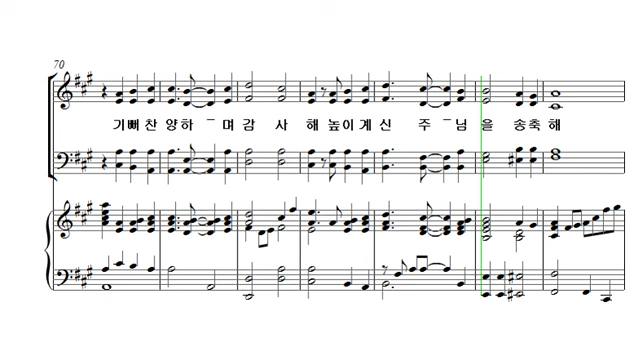 70
기뻐 찬 양 하 - 며 감 사 해 높 이 계 신 주 - 님 을 송 축 해